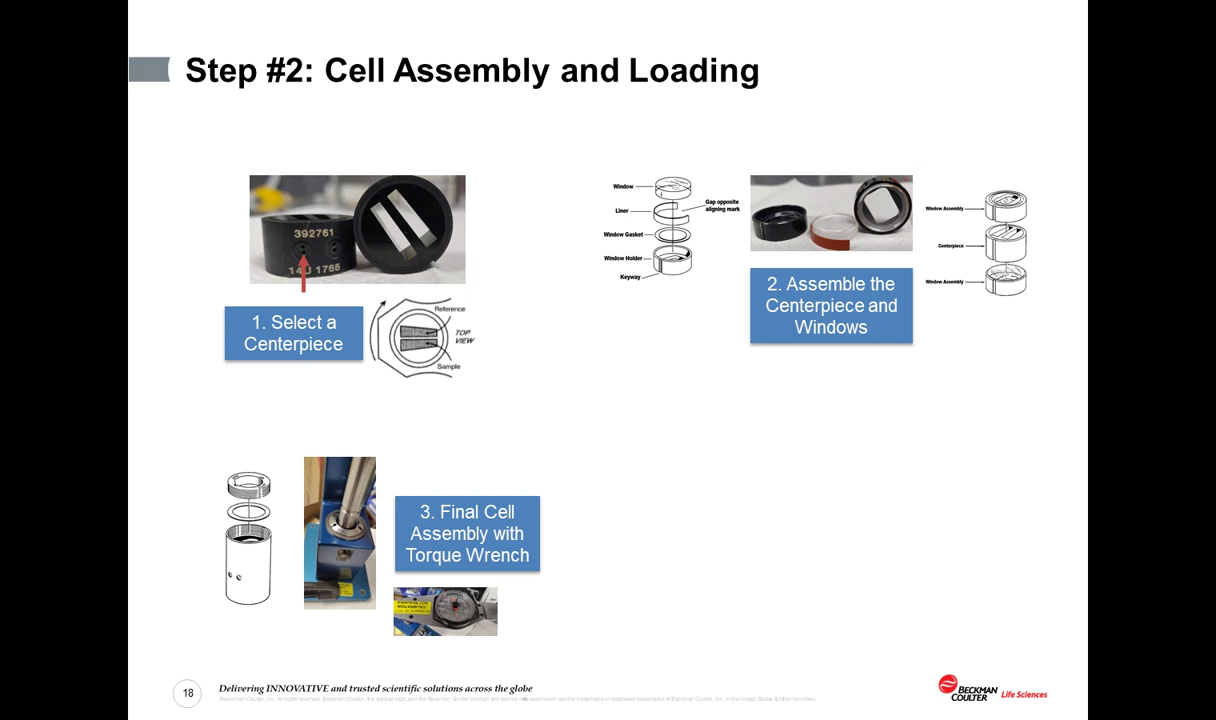 Step #2: Cell Assembly and Loading
392761
14U 1765
1. Select a
Centerpiece
Reference
TOP
VIEW
Sample
Window
Liner
Gap opposite
aligning mark
Window Gasket
Window Holder
Keyway
2. Assemble the
Centerpiece and
Windows
Window Assembly
Centerpiece
Window Assembly
3. Final Cell
Assembly with
Torque Wrench
18
Delivering INNOVATIVE and trusted scientific solutions across the globe
BECKMAN
COULTER
Life Sciences